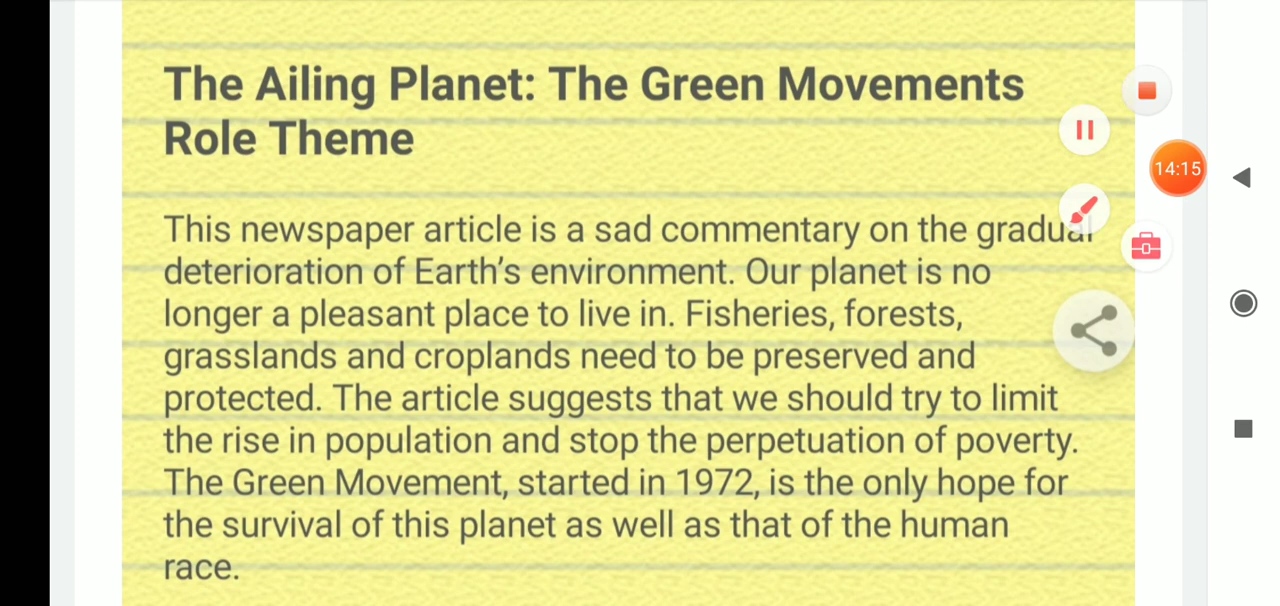 The Ailing Planet: The Green Movements
Role Theme
14:15
This newspaper article is a sad commentary on the gradual
deterioration of Earth's environment. Our planet is no
longer a pleasant place to live in. Fisheries, forests,
grasslands and croplands need to be preserved and
protected. The article suggests that we should try to limit
the rise in population and stop the perpetuation of poverty.
The Green Movement, started in 1972, is the only hope for
the survival of this planet as well as that of the human
race.